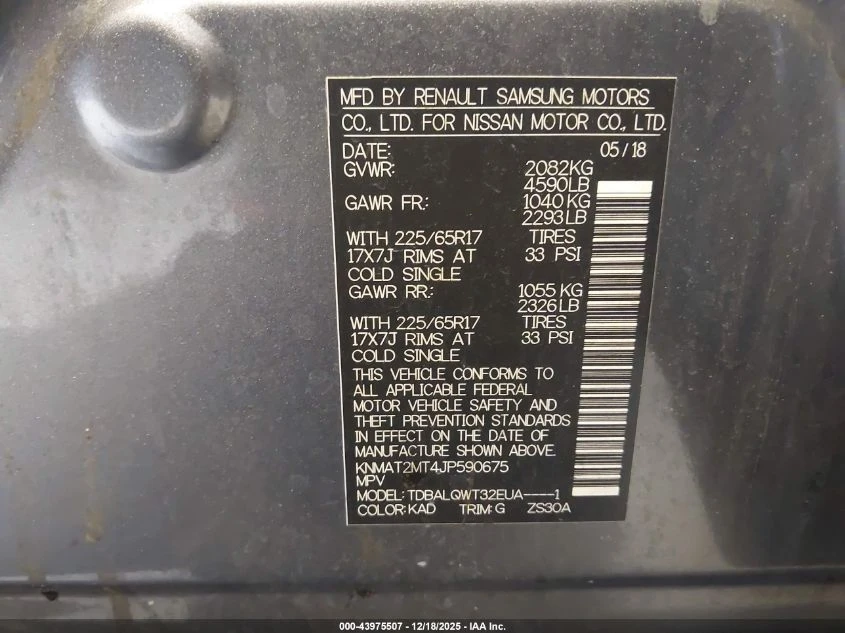 MFD BY RENAULT SAMSUNG MOTORS
CO., LTD. FOR NISSAN MOTOR CO., LTD.
DATE: 05/18
GVWR: 2082KG
4590LB
GAWR FR.: 1040KG
2293LB
WITH 225/65R17 TIRES
17X7J RIMS AT 33 PSI
COLD SINGLE
GAWR RR.: 1055 KG
2326LB
WITH 225/65R17 TIRES
17X7J RIMS AT 33 PSI
COLD SINGLE
THIS VEHICLE CONFORMS TO
ALL APPLICABLE FEDERAL
MOTOR VEHICLE SAFETY AND
THEFT PREVENTION STANDARDS
IN EFFECT ON THE DATE OF
MANUFACTURE SHOWN ABOVE.
KNMAT2MT4JP590675
MPV
MODEL: TDBALQWT32EUA----1
COLOR: KAD TRIM: G ZS30A
000-43975507 - 12/18/2025 - IAA Inc.